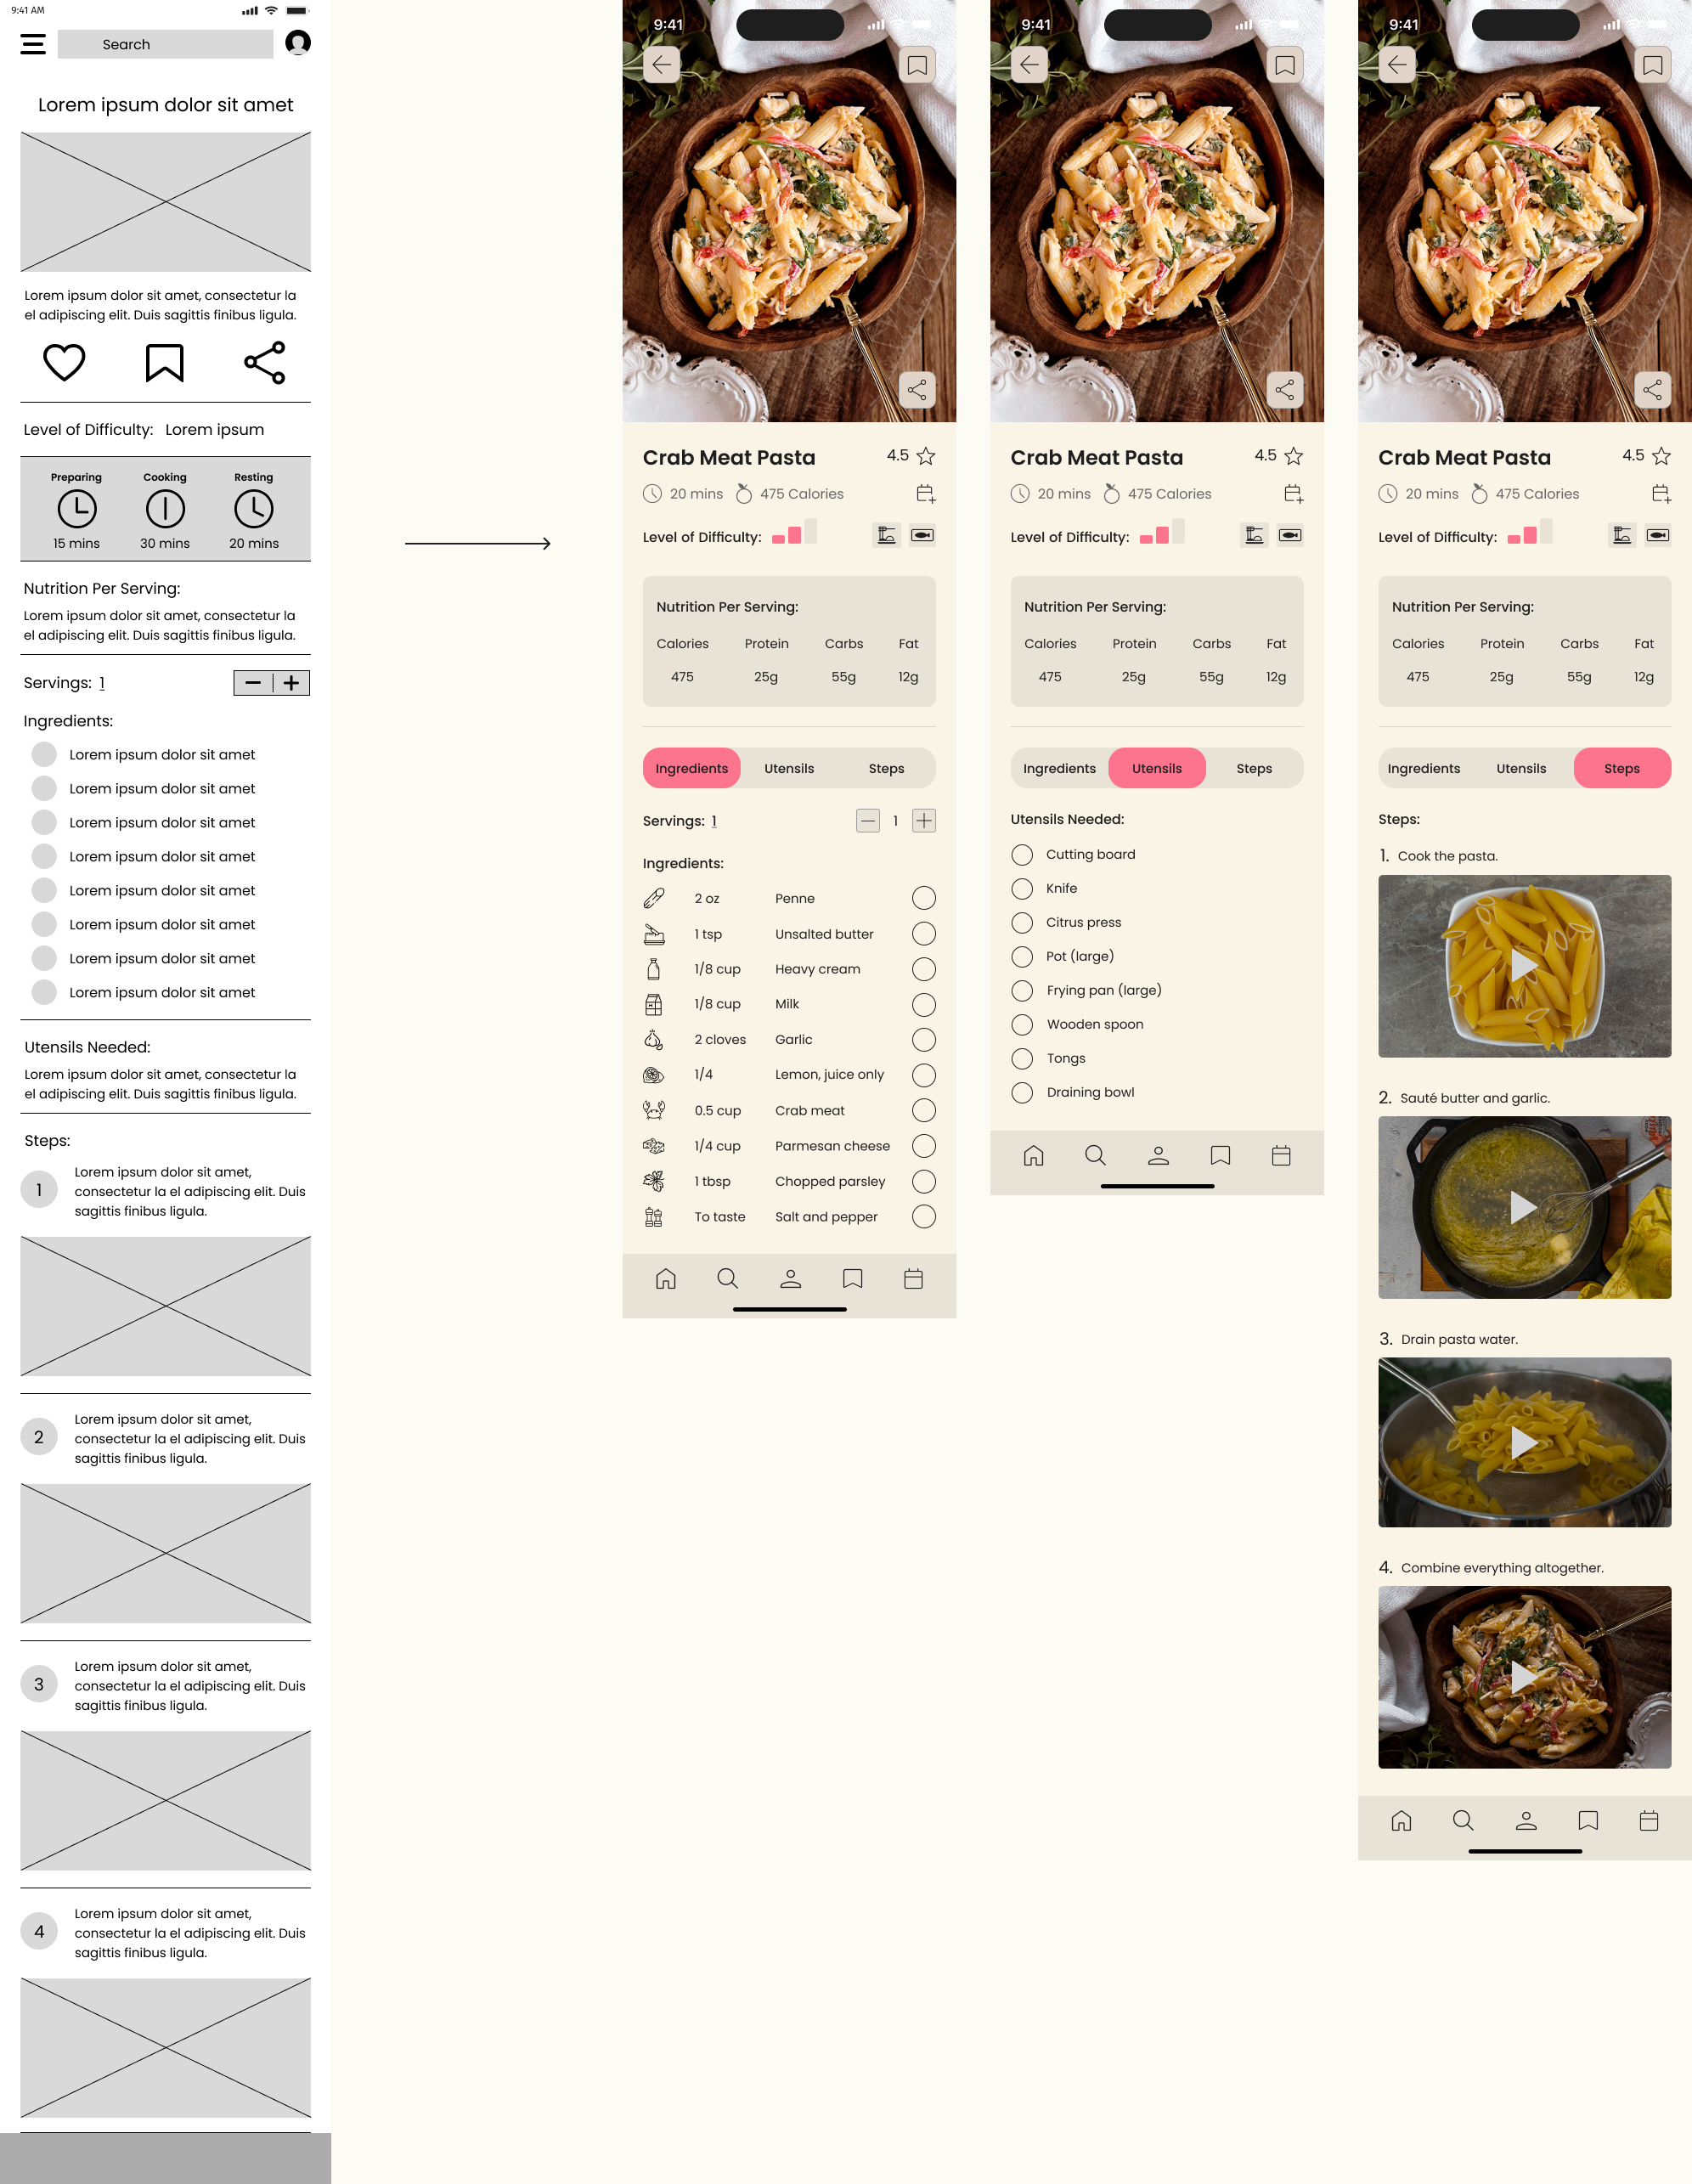 9:41 AM
Search
Lorem ipsum dolor sit amet
Lorem ipsum dolor sit amet, consectetur la
el adipiscing elit. Duis sagittis finibus ligula.
Level of Difficulty: Lorem ipsum
Preparing Cooking Resting
15 mins 30 mins 20 mins
Nutrition Per Serving:
Lorem ipsum dolor sit amet, consectetur la
el adipiscing elit. Duis sagittis finibus ligula.
Servings: 1
Ingredients:
Lorem ipsum dolor sit amet
Lorem ipsum dolor sit amet
Lorem ipsum dolor sit amet
Lorem ipsum dolor sit amet
Lorem ipsum dolor sit amet
Lorem ipsum dolor sit amet
Lorem ipsum dolor sit amet
Lorem ipsum dolor sit amet
Utensils Needed:
Lorem ipsum dolor sit amet, consectetur la
el adipiscing elit. Duis sagittis finibus ligula.
Steps:
1
Lorem ipsum dolor sit amet,
consectetur la el adipiscing elit. Duis
sagittis finibus ligula.
2
Lorem ipsum dolor sit amet,
consectetur la el adipiscing elit. Duis
sagittis finibus ligula.
3
Lorem ipsum dolor sit amet,
consectetur la el adipiscing elit. Duis
sagittis finibus ligula.
4
Lorem ipsum dolor sit amet,
consectetur la el adipiscing elit. Duis
sagittis finibus ligula.
9:41
Crab Meat Pasta 4.5
20 mins 475 Calories
Level of Difficulty:
Nutrition Per Serving:
Calories Protein Carbs Fat
475 25g 55g 12g
Ingredients Utensils Steps
Servings: 1 1
Ingredients:
2 oz Penne
1 tsp Unsalted butter
1/8 cup Heavy cream
1/8 cup Milk
2 cloves Garlic
1/4 Lemon, juice only
0.5 cup Crab meat
1/4 cup Parmesan cheese
1 tbsp Chopped parsley
To taste Salt and pepper
9:41
Crab Meat Pasta 4.5
20 mins 475 Calories
Level of Difficulty:
Nutrition Per Serving:
Calories Protein Carbs Fat
475 25g 55g 12g
Ingredients Utensils Steps
Utensils Needed:
Cutting board
Knife
Citrus press
Pot (large)
Frying pan (large)
Wooden spoon
Tongs
Draining bowl
9:41
Crab Meat Pasta 4.5
20 mins 475 Calories
Level of Difficulty:
Nutrition Per Serving:
Calories Protein Carbs Fat
475 25g 55g 12g
Ingredients Utensils Steps
Steps:
1. Cook the pasta.
2. Sauté butter and garlic.
3. Drain pasta water.
4. Combine everything altogether.